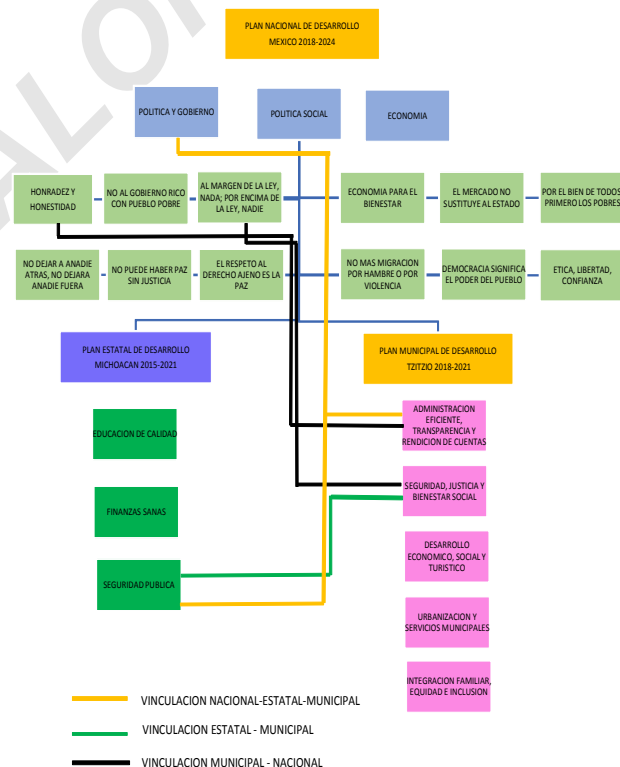 PLAN NACIONAL DE DESARROLLO
MEXICO 2018-2024
POLITICA Y GOBIERNO
POLITICA SOCIAL
ECONOMIA
HONRADEZ Y
HONESTIDAD
NO AL GOBIERNO RICO
CON PUEBLO POBRE
AL MARGEN DE LA LEY,
NADA; POR ENCIMA DE
LA LEY, NADIE
ECONOMIA PARA EL
BIENESTAR
EL MERCADO NO
SUSTITUYE AL ESTADO
POR EL BIEN DE TODOS
PRIMERO LOS POBRES
NO DEJAR A ANADIE
ATRAS, NO DEJARA
ANADIE FUERA
NO PUEDE HABER PAZ
SIN JUSTICIA
EL RESPETO AL
DERECHO AJENO ES LA
PAZ
NO MAS MIGRACION
POR HAMBRE O POR
VIOLENCIA
DEMOCRACIA SIGNIFICA
EL PODER DEL PUEBLO
ETICA, LIBERTAD,
CONFIANZA
PLAN ESTATAL DE DESARROLLO
MICHOACAN 2015-2021
PLAN MUNICIPAL DE DESARROLLO
TZITZIO 2018-2021
EDUCACION DE CALIDAD
FINANZAS SANAS
SEGURIDAD PUBLICA
ADMINISTRACION
EFICIENTE,
TRANSPARENCIA Y
RENDICION DE CUENTAS
SEGURIDAD, JUSTICIA Y
BIENESTAR SOCIAL
DESARROLLO
ECONOMICO, SOCIAL Y
TURISTICO
URBANIZACION Y
SERVICIOS MUNICIPALES
INTEGRACION FAMILIAR,
EQUIDAD E INCLUSION
VINCULACION NACIONAL-ESTATAL-MUNICIPAL
VINCULACION ESTATAL - MUNICIPAL
VINCULACION MUNICIPAL - NACIONAL